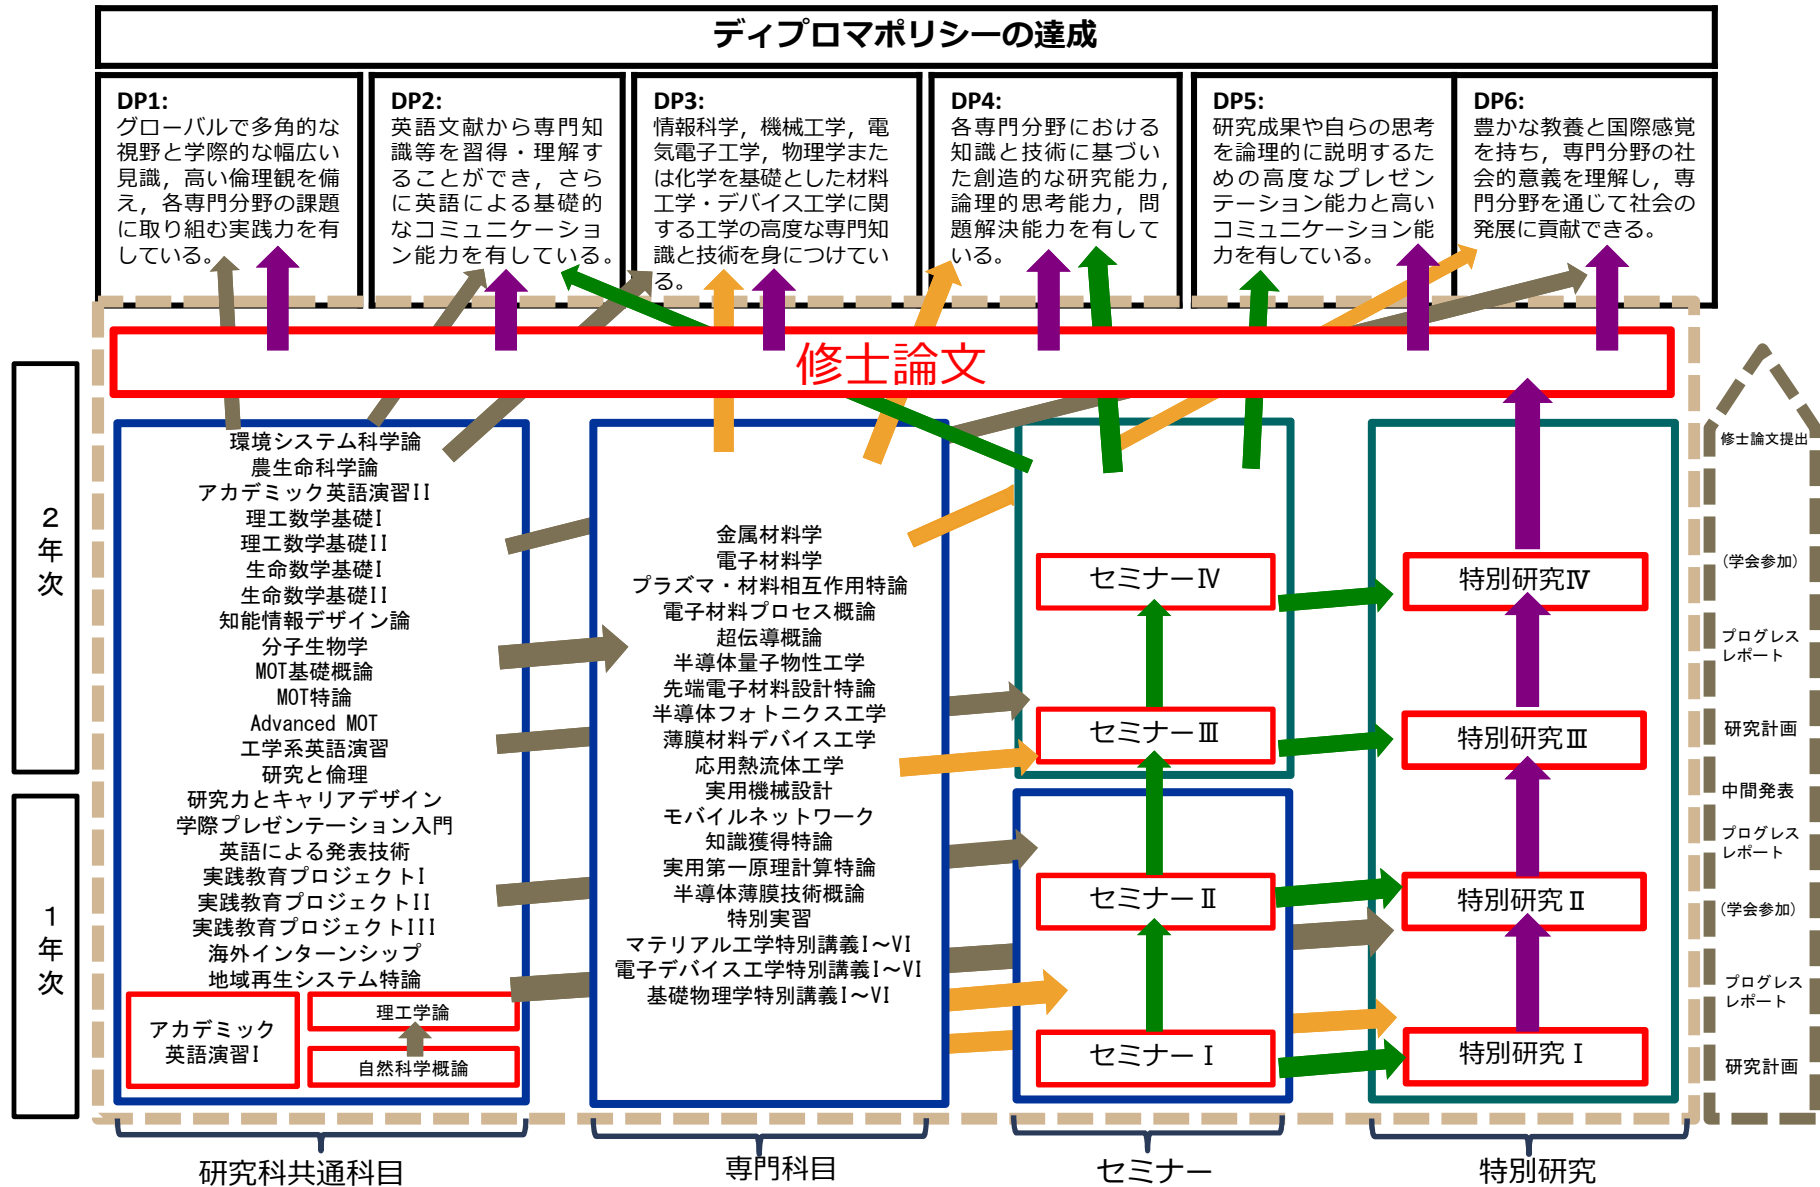 ディプロマポリシーの達成
DP1:
グローバルで多角的な
視野と学際的な幅広い
見識，高い倫理観を備
え，各専門分野の課題
に取り組む実践力を有
している。
DP2:
英語文献から専門知
識等を習得・理解す
ることができ，さら
に英語による基礎的
なコミュニケーショ
ン能力を有している。
DP3:
情報科学，機械工学，電
気電子工学，物理学また
は化学を基礎とした材料
工学・デバイス工学に関
する工学の高度な専門知
識と技術を身につけてい
る。
DP4:
各専門分野における
知識と技術に基づい
た創造的な研究能力，
論理的思考能力，問
題解決能力を有して
いる。
DP5:
研究成果や自らの思考
を論理的に説明するた
めの高度なプレゼン
テーション能力と高い
コミュニケーション能
力を有している。
DP6:
豊かな教養と国際感覚
を持ち，専門分野の社
会的意義を理解し，専
門分野を通じて社会の
発展に貢献できる。
修士論文
2
年
次
1
年
次
環境システム科学論
農生命科学論
アカデミック英語演習II
理工数学基礎I
理工数学基礎II
生命数学基礎I
生命数学基礎II
知能情報デザイン論
分子生物学
MOT基礎概論
MOT特論
Advanced MOT
工学系英語演習
研究と倫理
研究力とキャリアデザイン
学際プレゼンテーション入門
英語による発表技術
実践教育プロジェクトI
実践教育プロジェクトII
実践教育プロジェクトIII
海外インターンシップ
地域再生システム特論
アカデミック
英語演習I
理工学論
自然科学概論
金属材料学
電子材料学
プラズマ・材料相互作用特論
電子材料プロセス概論
超伝導概論
半導体量子物性工学
先端電子材料設計特論
半導体フォトニクス工学
薄膜材料デバイス工学
応用熱流体工学
実用機械設計
モバイルネットワーク
知識獲得特論
実用第一原理計算特論
半導体薄膜技術概論
特別実習
マテリアル工学特別講義I～VI
電子デバイス工学特別講義I～VI
基礎物理学特別講義I～VI
セミナーⅣ
セミナーⅢ
セミナーⅡ
セミナーⅠ
特別研究Ⅳ
特別研究Ⅲ
特別研究Ⅱ
特別研究Ⅰ
修士論文提出
(学会参加)
プログレス
レポート
研究計画
中間発表
プログレス
レポート
(学会参加)
プログレス
レポート
研究計画
研究科共通科目
専門科目
セミナー
特別研究